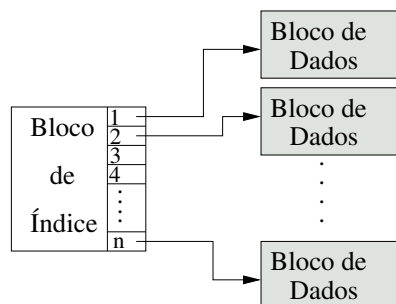 Bloco de
Dados
Bloco de
Dados
Bloco
de
Índice
1
2
3
4
n
Bloco de
Dados